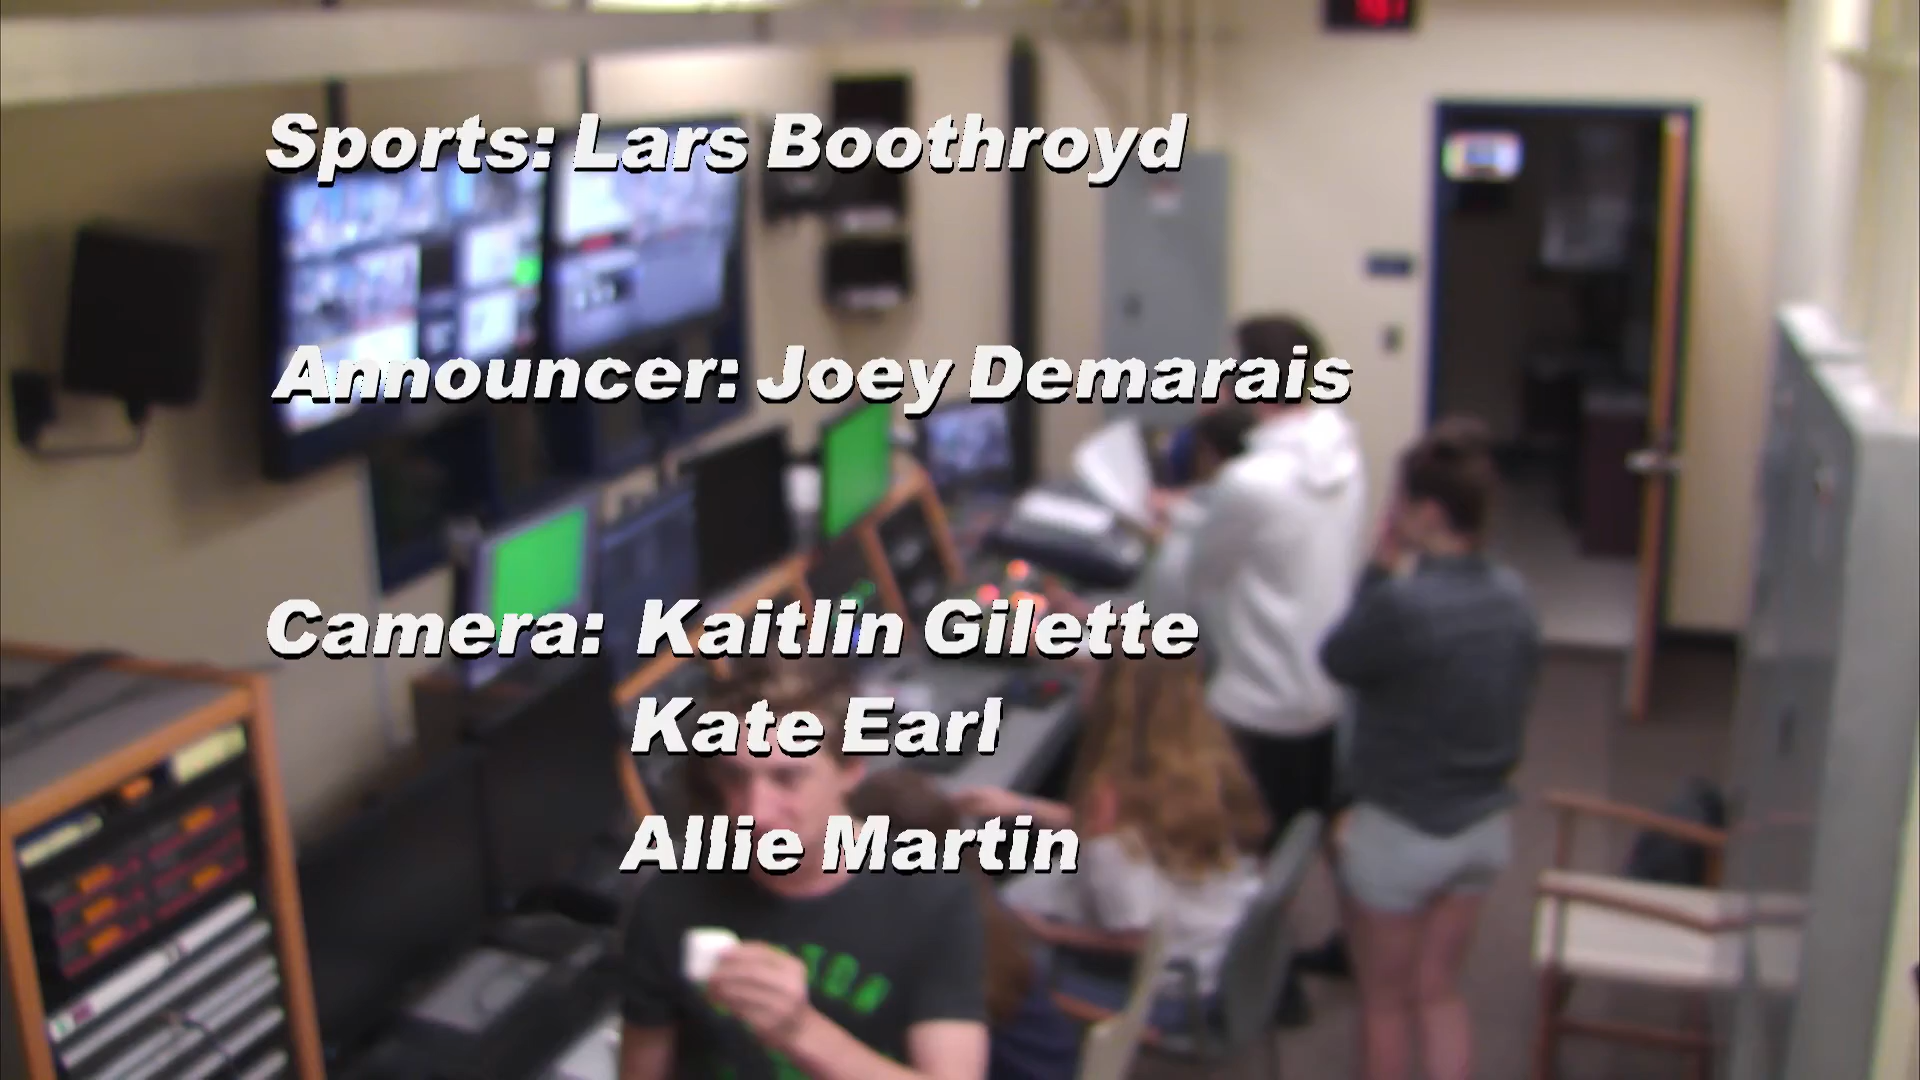 Sports: Lars Boothroyd
Announcer: Joey Demarais
Camera: Kaitlin Gilette
Kate Earl
Allie Martin